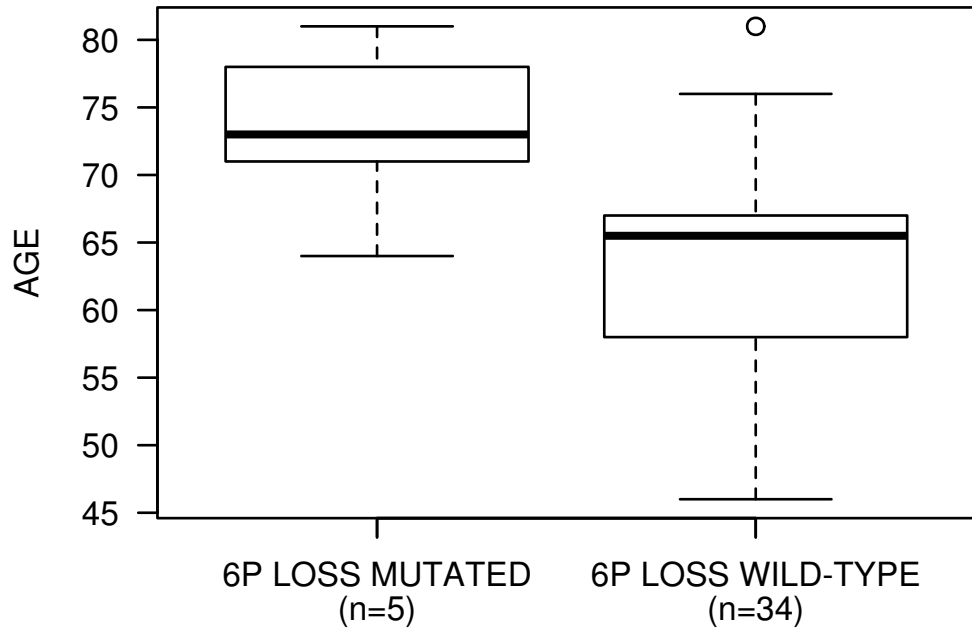 AGE
80
75
70
65
60
55
50
45
6P LOSS MUTATED
(n=5)
6P LOSS WILD-TYPE
(n=34)